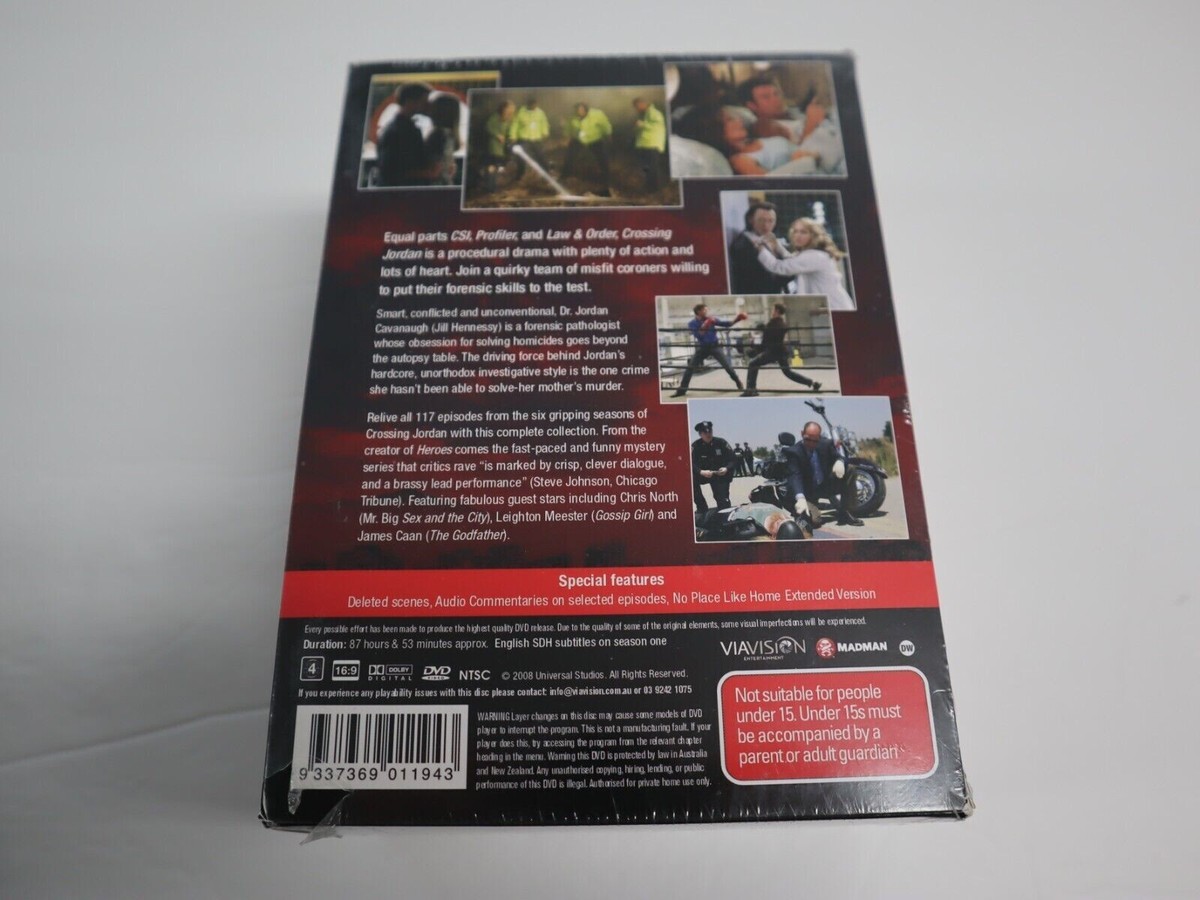 Equal parts CSI, Profiler, and Law & Order, Crossing
Jordan is a procedural drama with plenty of action and
lots of heart. Join a quirky team of misfit coroners willing
to put their forensic skills to the test.
Smart, conflicted and unconventional, Dr. Jordan
Cavanaugh (Jill Hennessy) is a forensic pathologist
whose obsession for solving homicides goes beyond
the autopsy table. The driving force behind Jordan's
hardcore, unorthodox investigative style is the one crime
she hasn't been able to solve-her mother's murder.
Relive all 117 episodes from the six gripping seasons of
Crossing Jordan with this complete collection. From the
creator of Heroes comes the fast-paced and funny mystery
series that critics rave "is marked by crisp, clever dialogue,
and a brassy lead performance" (Steve Johnson, Chicago
Tribune). Featuring fabulous guest stars including Chris North
(Mr. Big Sex and the City), Leighton Meester (Gossip Girl) and
James Caan (The Godfather).
Special features
Deleted scenes, Audio Commentaries on selected episodes, No Place Like Home Extended Version
Every possible effort has been made to produce the highest quality DVD release. Due to the quality of some of the original elements, some visual imperfections will be experienced.
Duration: 87 hours & 53 minutes approx. English SDH subtitles on season one
VIAVISION
ENTERTAINMENT
MADMAN
DW
4
16:9
DOLBY
DIGITAL
DVD
VIDEO
NTSC
© 2008 Universal Studios. All Rights Reserved.
If you experience any playability issues with this disc please contact: info@viavision.com.au or 03 9242 1075
WARNING Layer changes on this disc may cause some models of DVD
player to interrupt the program. This is not a manufacturing fault. If your
player does this, try accessing the program from the relevant chapter
heading in the menu. Warning this DVD is protected by law in Australia
and New Zealand. Any unauthorised copying, hiring, lending, or public
performance of this DVD is illegal. Authorised for private home use only.
Not suitable for people
under 15. Under 15s must
be accompanied by a
parent or adult guardian
9 337369 011943